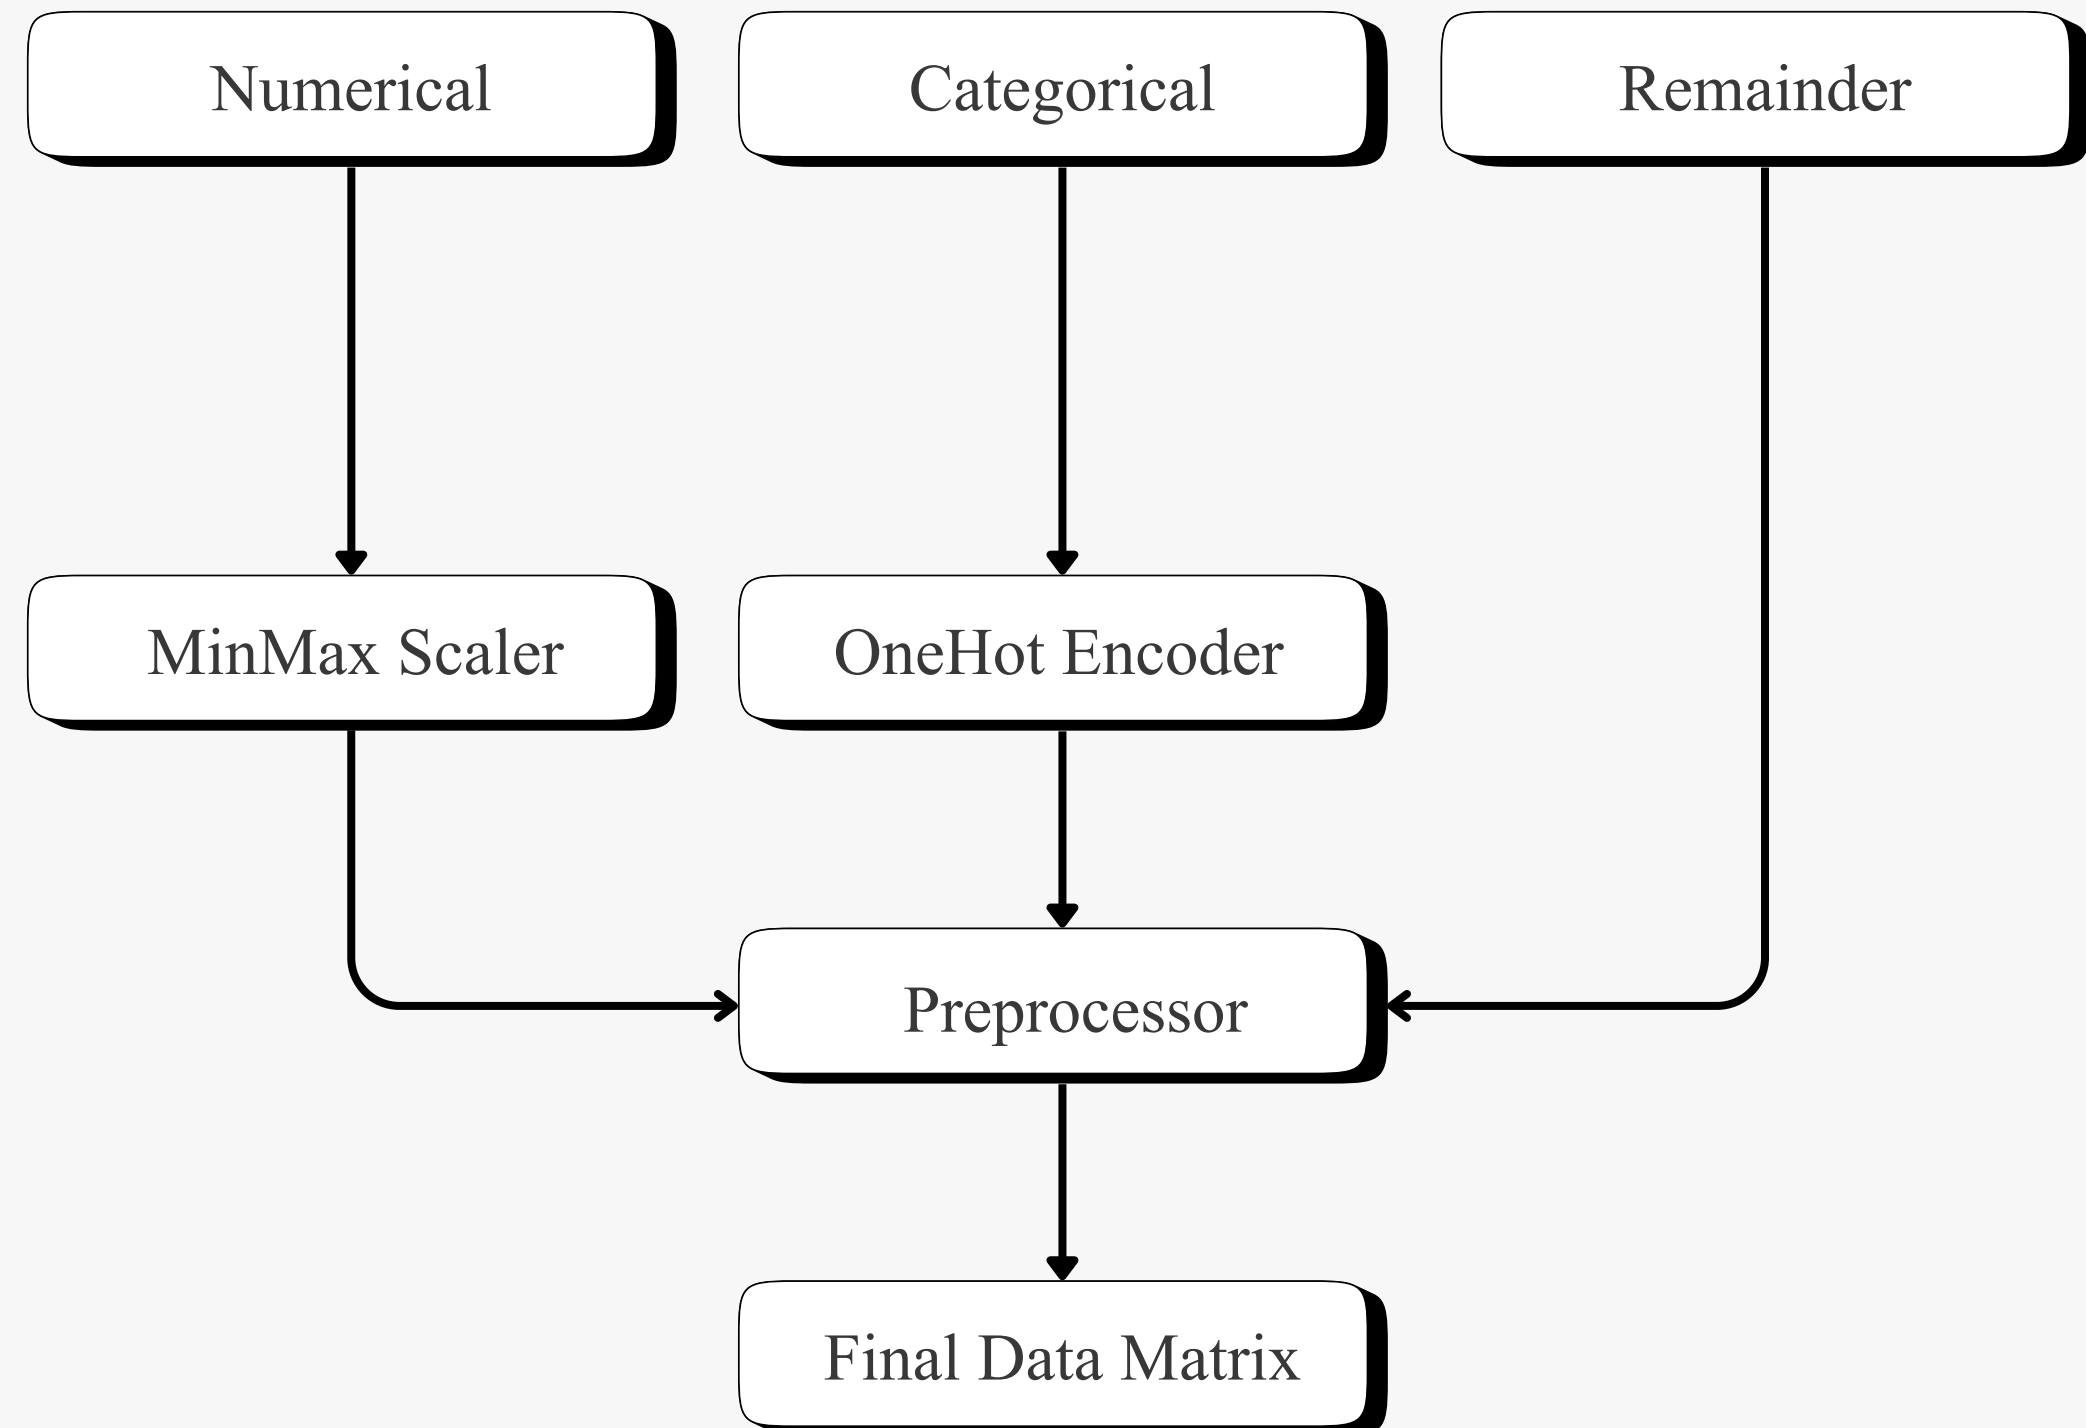 Numerical
Categorical
Remainder
MinMax Scaler
OneHot Encoder
Preprocessor
Final Data Matrix